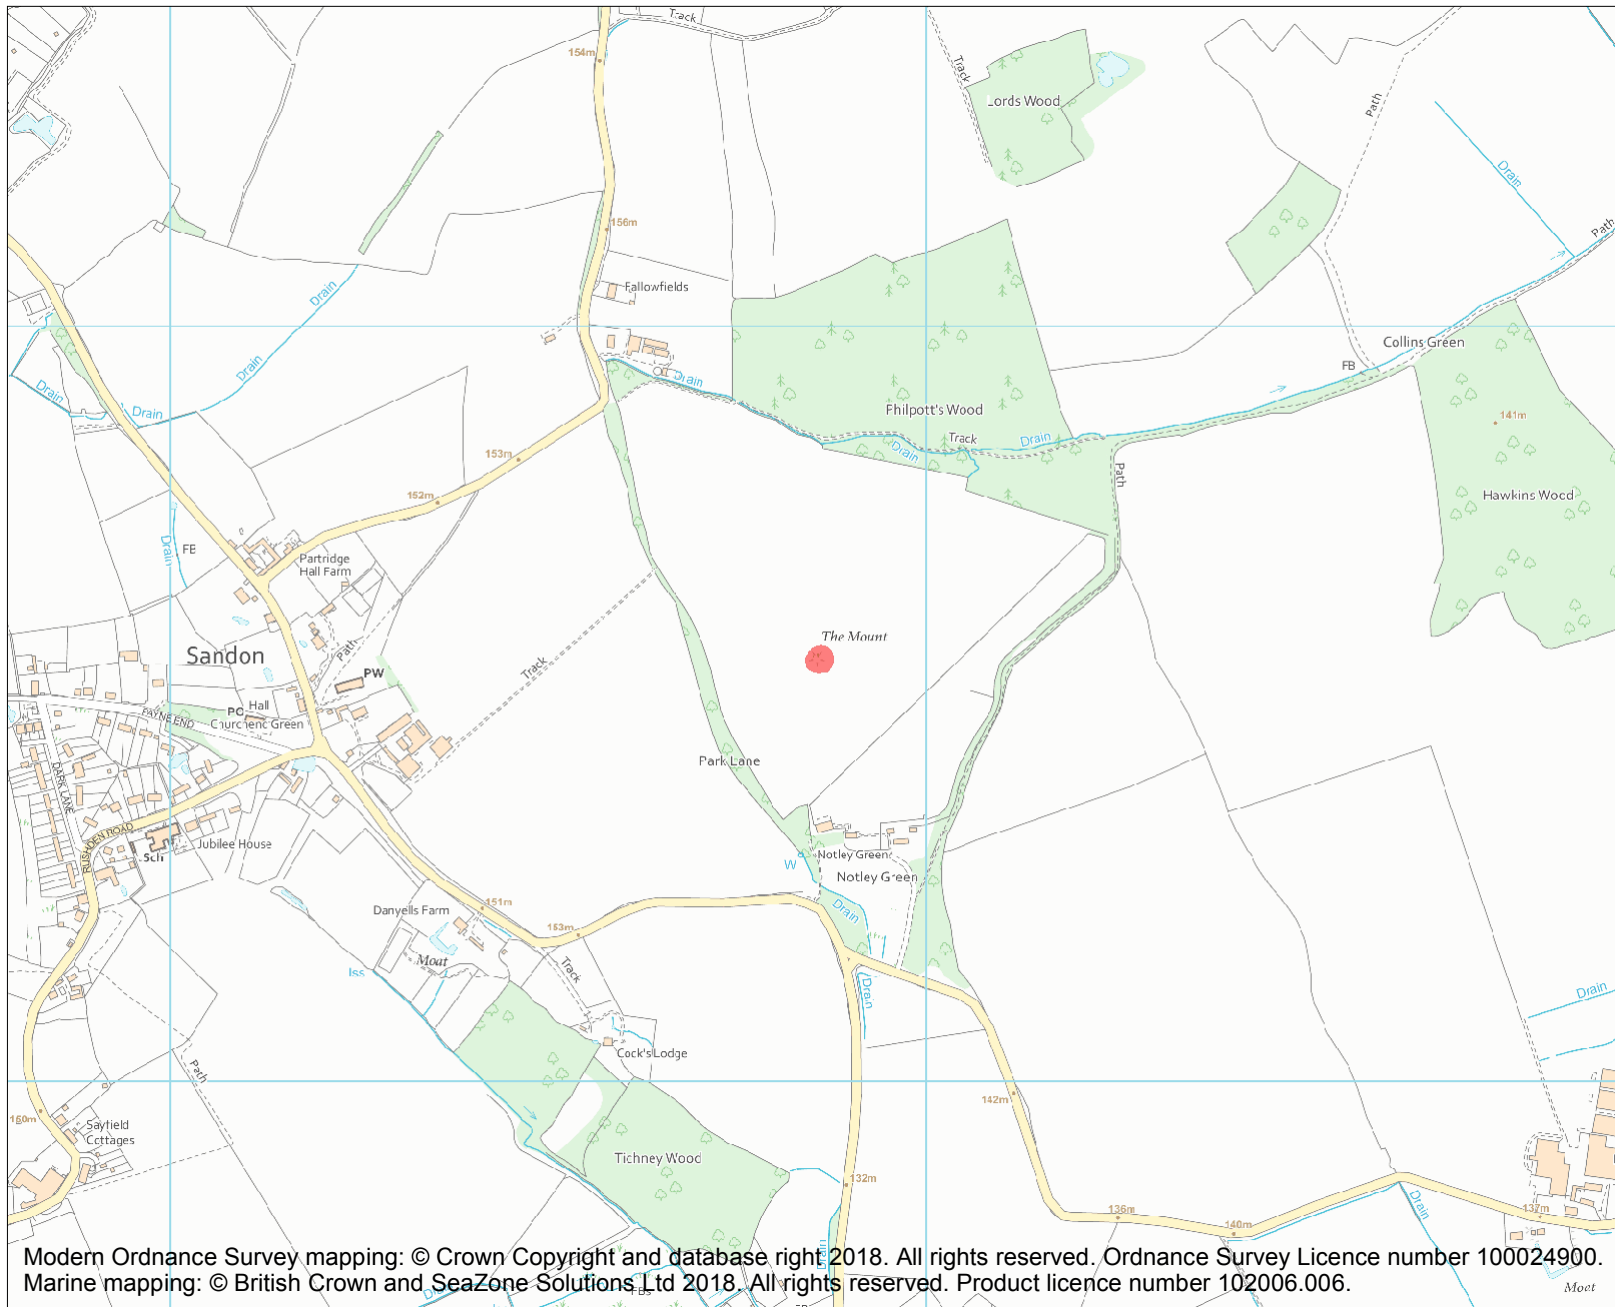 Track
154m
Track
Lords Wood
Path
Drain
Path
156m
Fallowfields
Drain
Collins Green
FB
Drain
Drain
Drain
Drain
Philpott's Wood
Track
Drain
Drain
141m
153m
Path
Hawkins Wood
152m
Drain
FB
Partridge
Hall Farm
The Mount
Sandon
Path
Track
PW
Hall
PO
PAYNE END
Churchend Green
Park Lane
DARK LANE
RUSHDEN ROAD
Sch
Jubilee House
W
Notley Green
Notley Green
Danyells Farm
151m
Drain
153m
Moat
Iss
Track
Drain
Drain
Cock's Lodge
Path
142m
150m
Sayfield
Cottages
Tichney Wood
132m
136m
140m
Drain
137m
Drain
Modern Ordnance Survey mapping: © Crown Copyright and database right 2018. All rights reserved. Ordnance Survey Licence number 100024900.
Marine mapping: © British Crown and SeaZone Solutions Ltd 2018. All rights reserved. Product licence number 102006.006.
FBs
Moat